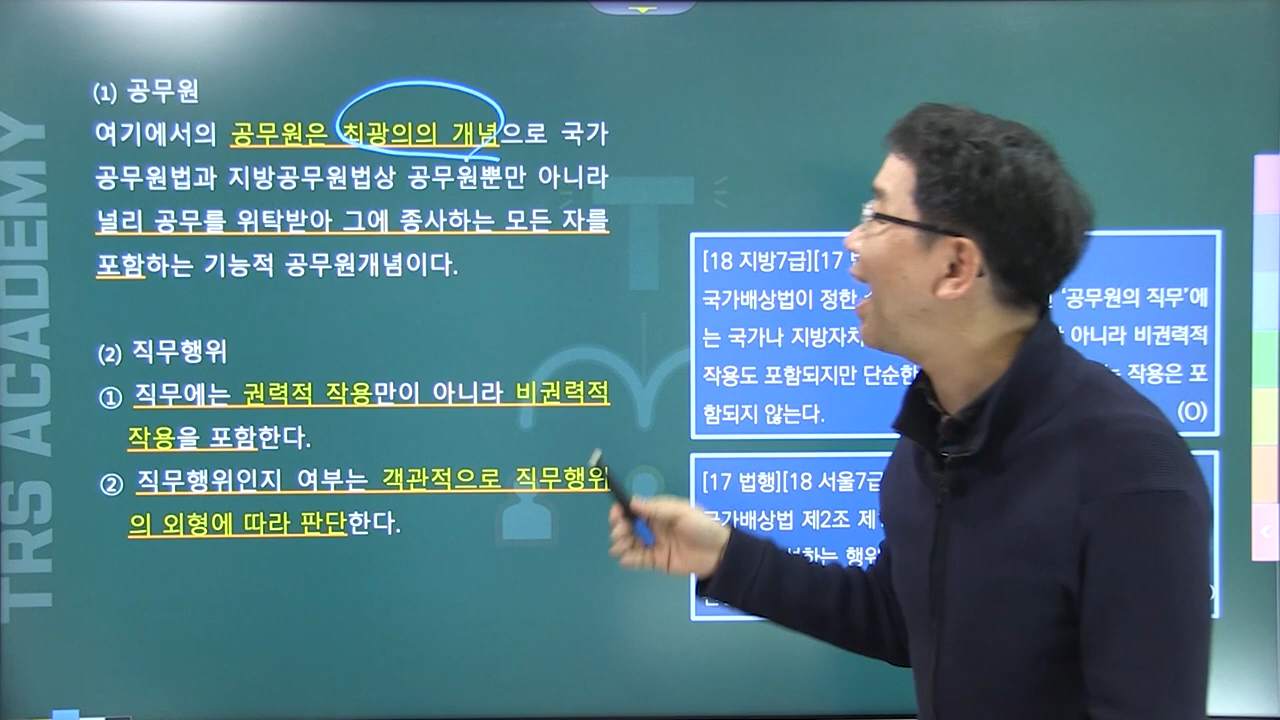 TRS ACADEMY
(1) 공무원
여기에서의 공무원은 최광의의 개념으로 국가
공무원법과 지방공무원법상 공무원뿐만 아니라
널리 공무를 위탁받아 그에 종사하는 모든 자를
포함하는 기능적 공무원개념이다.
(2) 직무행위
① 직무에는 권력적 작용만이 아니라 비권력적
작용을 포함한다.
② 직무행위인지 여부는 객관적으로 직무행위
의 외형에 따라 판단한다.
[18 지방7급][17
국가배상법이 정한 '공무원의 직무'에
는 국가나 지방자치 아니라 비권력적
작용도 포함되지만 단순한 작용은 포
함되지 않는다. (O)
[17 법행][18 서울7급
국가배상법 제2조
하는 행위